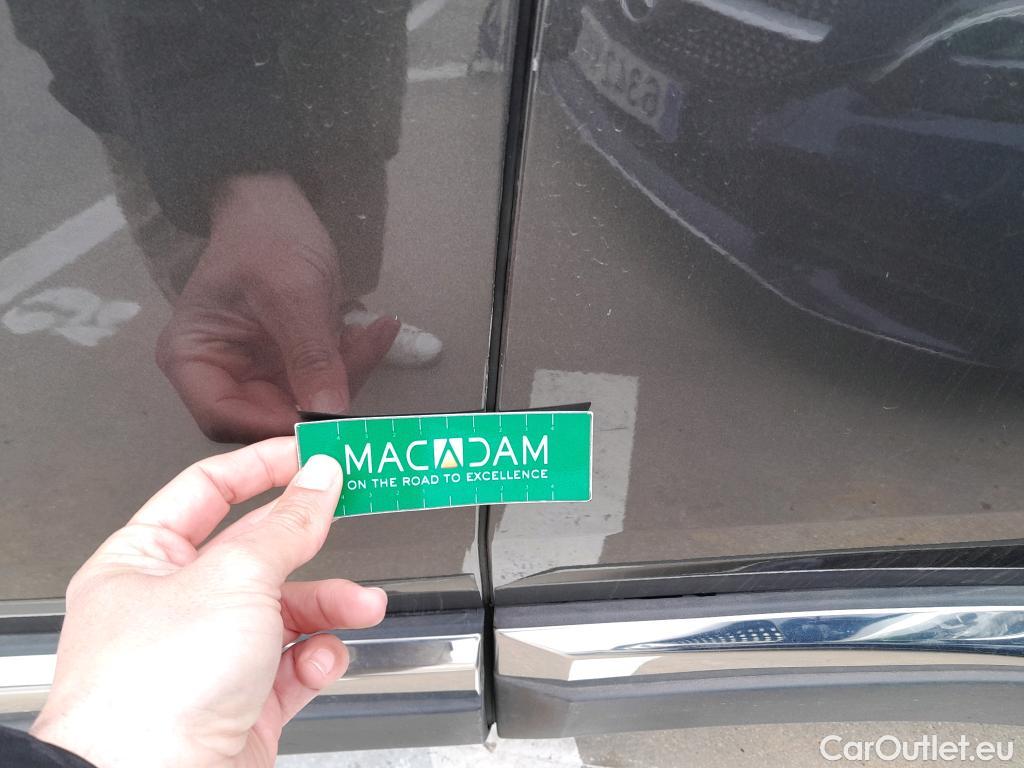 MACADAM
ON THE ROAD TO EXCELLENCE
CarOutlet.eu